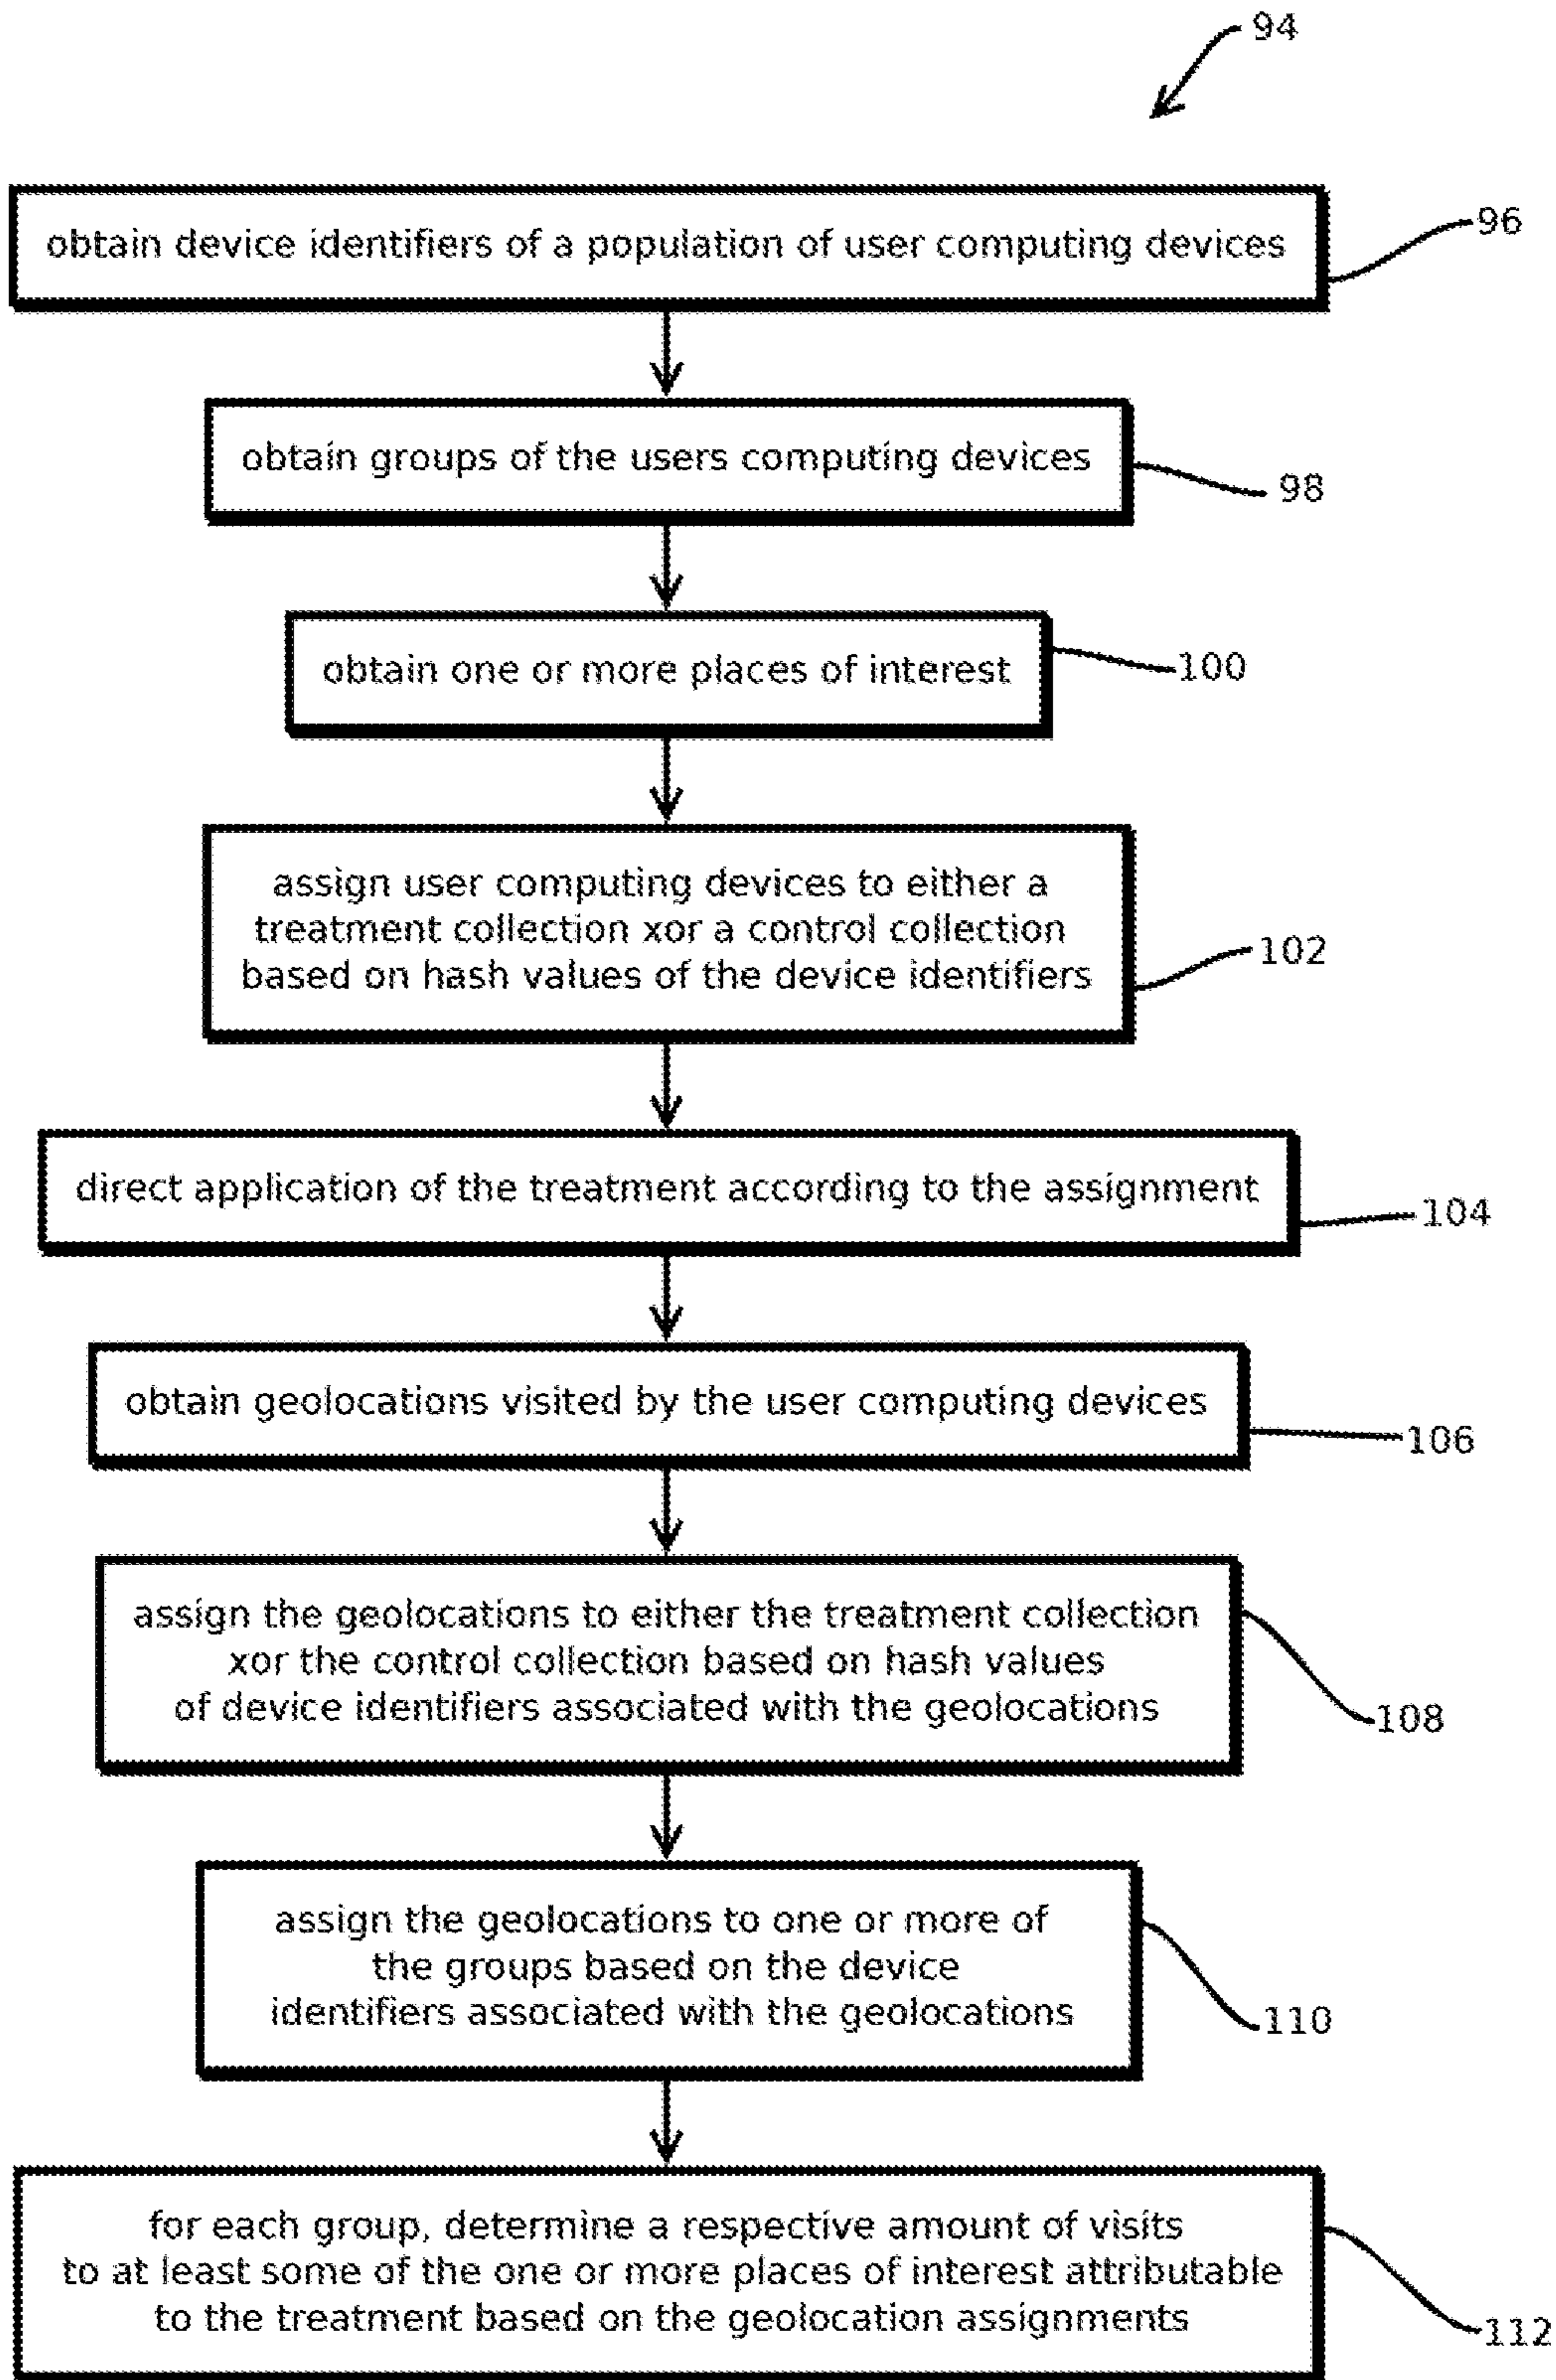 94
obtain device identifiers of a population of user computing devices
96
obtain groups of the users computing devices
98
obtain one or more places of interest
100
assign user computing devices to either a
treatment collection xor a control collection
based on hash values of the device identifiers
102
direct application of the treatment according to the assignment
104
obtain geolocations visited by the user computing devices
106
assign the geolocations to either the treatment collection
xor the control collection based on hash values
of device identifiers associated with the geolocations
108
assign the geolocations to one or more of
the groups based on the device
identifiers associated with the geolocations
110
for each group, determine a respective amount of visits
to at least some of the one or more places of interest attributable
to the treatment based on the geolocation assignments
112